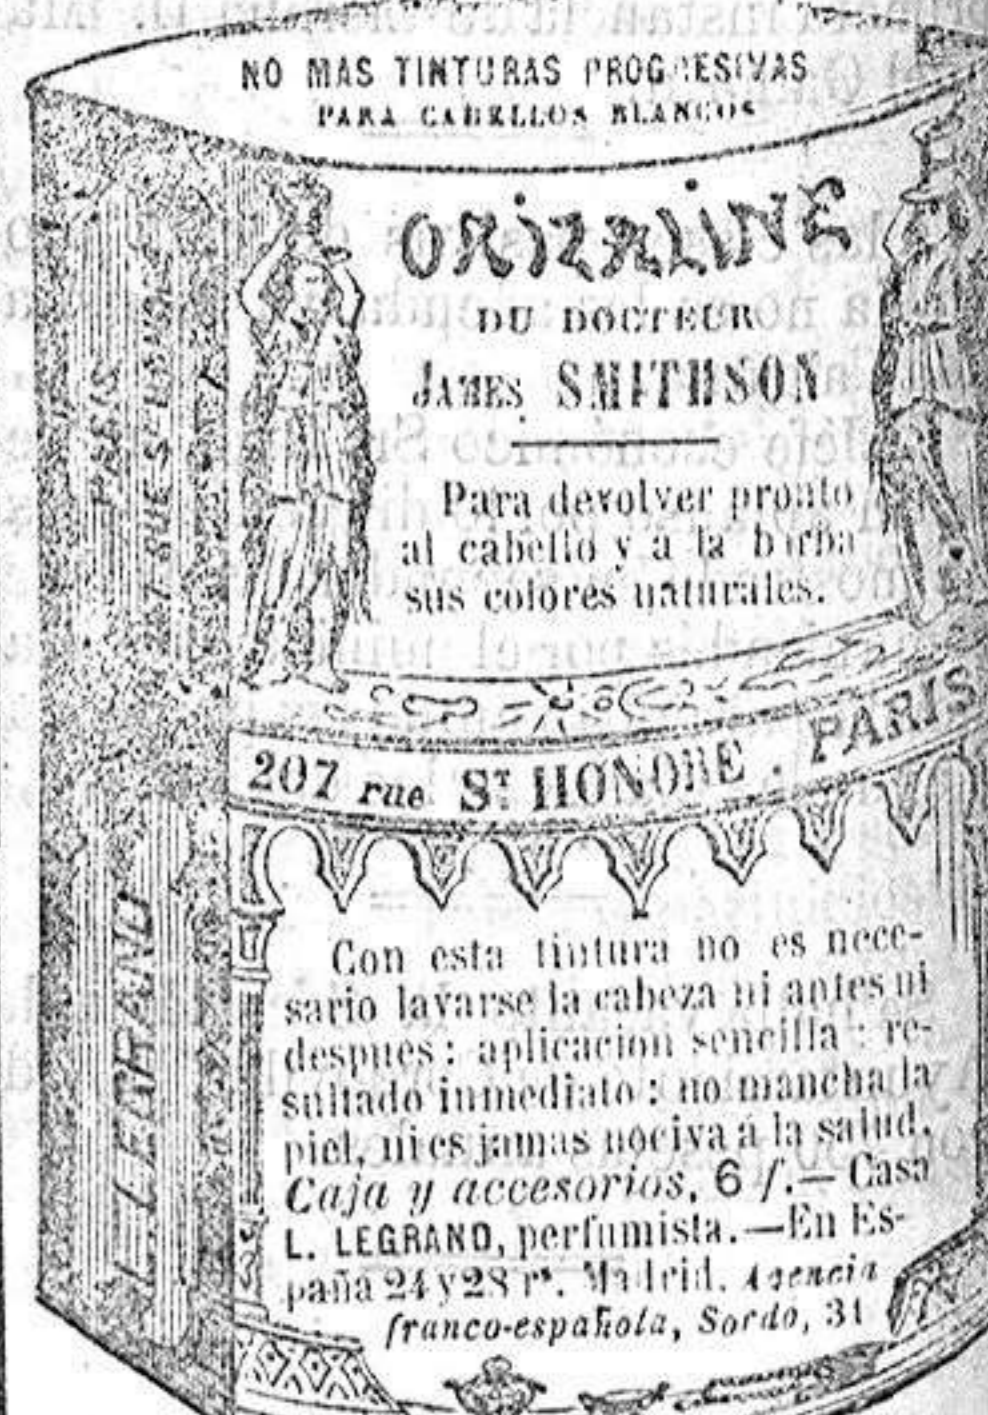 NO MAS TINTURAS PROGRESIVAS
PARA CABELLOS BLANCOS
ORIZALINE
DU DOCTEUR
JAMES SMITHSON
Para devolver pronto
al cabello y á la barba
sus colores naturales.
207 rue St HONORÉ. PARIS
Con esta tintura no es nece-
sario lavarse la cabeza ni antes ni
despues: aplicacion sencilla: re-
sultado inmediato: no mancha la
piel, ni es jamas nociva á la salud.
Caja y accesorios, 6 f.—Casa
L. LEGRAND, perfumista.—En Es-
paña 24 y 28 rs. Madrid. Agencia
franco-española, Sordo, 31
PARIS
L. LEGRAND